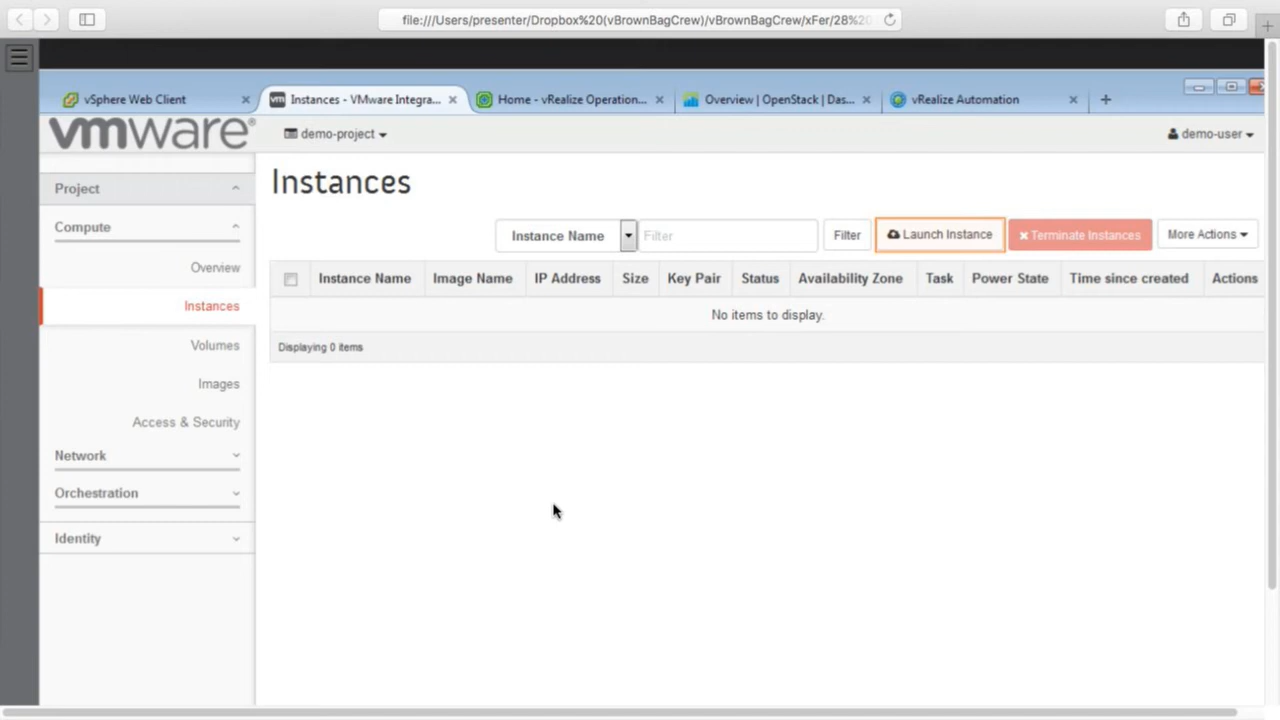 file:///Users/presenter/Dropbox%20(vBrownBagCrew)/vBrownBagCrew/xFer/28%20
vSphere Web Client
Instances - VMware Integra...
Home - vRealize Operation...
Overview | OpenStack | Das...
vRealize Automation
vmware®
demo-project
demo-user
Project
Compute
Overview
Instances
Volumes
Images
Access & Security
Network
Orchestration
Identity
Instances
Instance Name
Filter
Filter
Launch Instance
Terminate Instances
More Actions
Instance Name Image Name IP Address Size Key Pair Status Availability Zone Task Power State Time since created Actions
No items to display.
Displaying 0 items